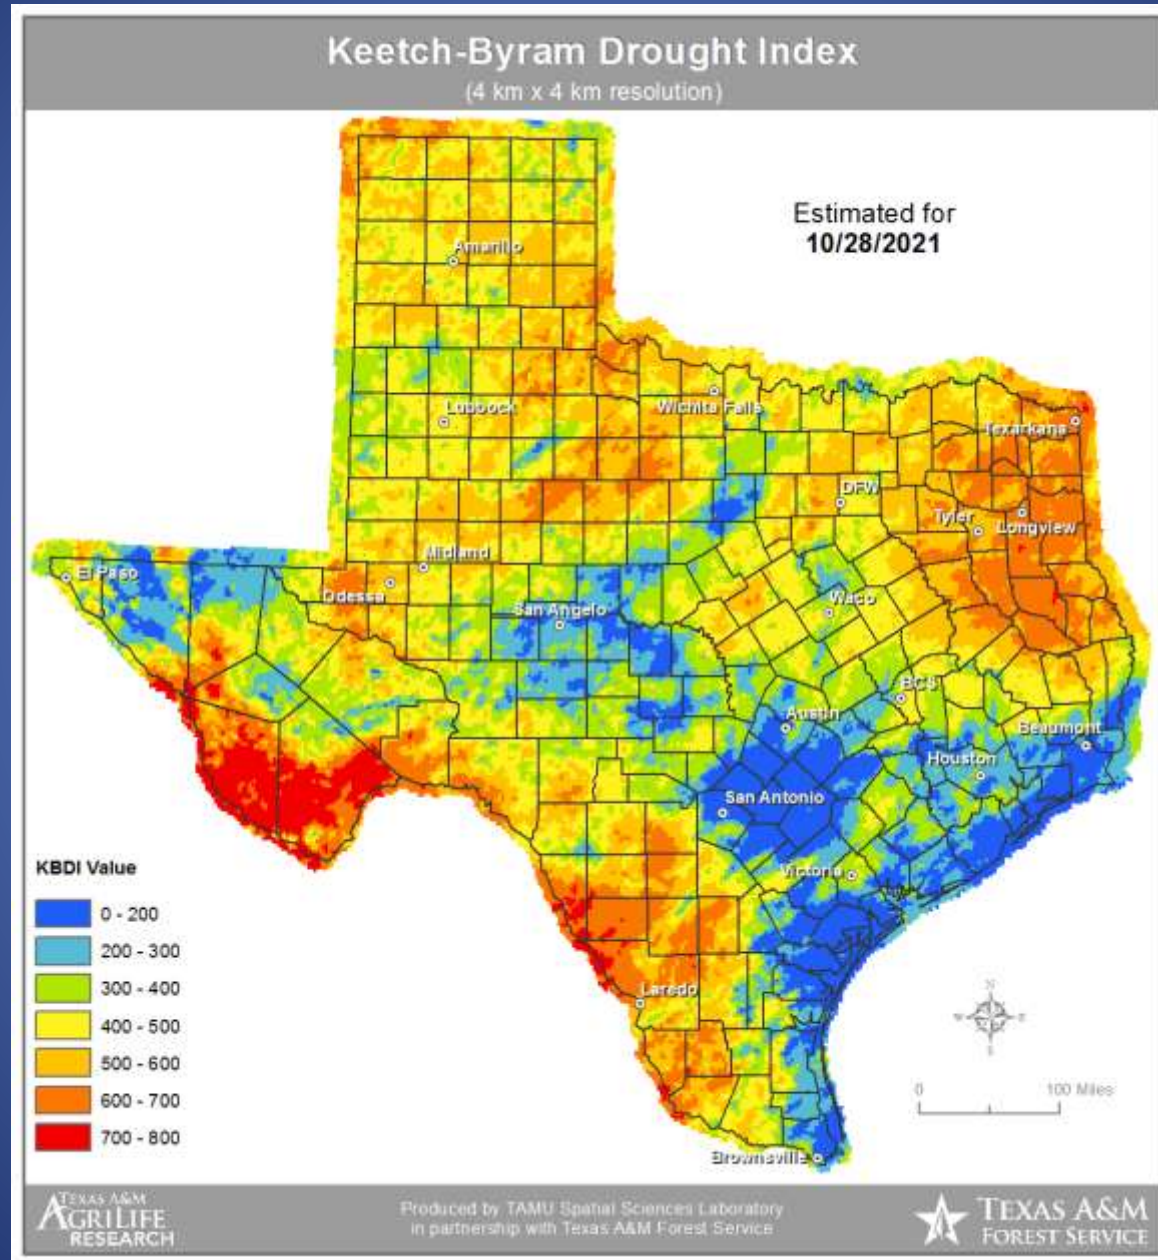 Keetch-Byram Drought Index
(4 km x 4 km resolution)
Estimated for
10/28/2021
Amarillo
Lubbock
Wichita Falls
Texarkana
DFW
Tyler
Longview
El Paso
Midland
Odessa
San Angelo
Waco
BCS
Austin
Beaumont
Houston
San Antonio
Victoria
Laredo
Brownsville
KBDI Value
0 - 200
200 - 300
300 - 400
400 - 500
500 - 600
600 - 700
700 - 800
N
W E
S
0 100 Miles
TEXAS A&M
AGRILIFE
RESEARCH
Produced by TAMU Spatial Sciences Laboratory
in partnership with Texas A&M Forest Service
TEXAS A&M
FOREST SERVICE